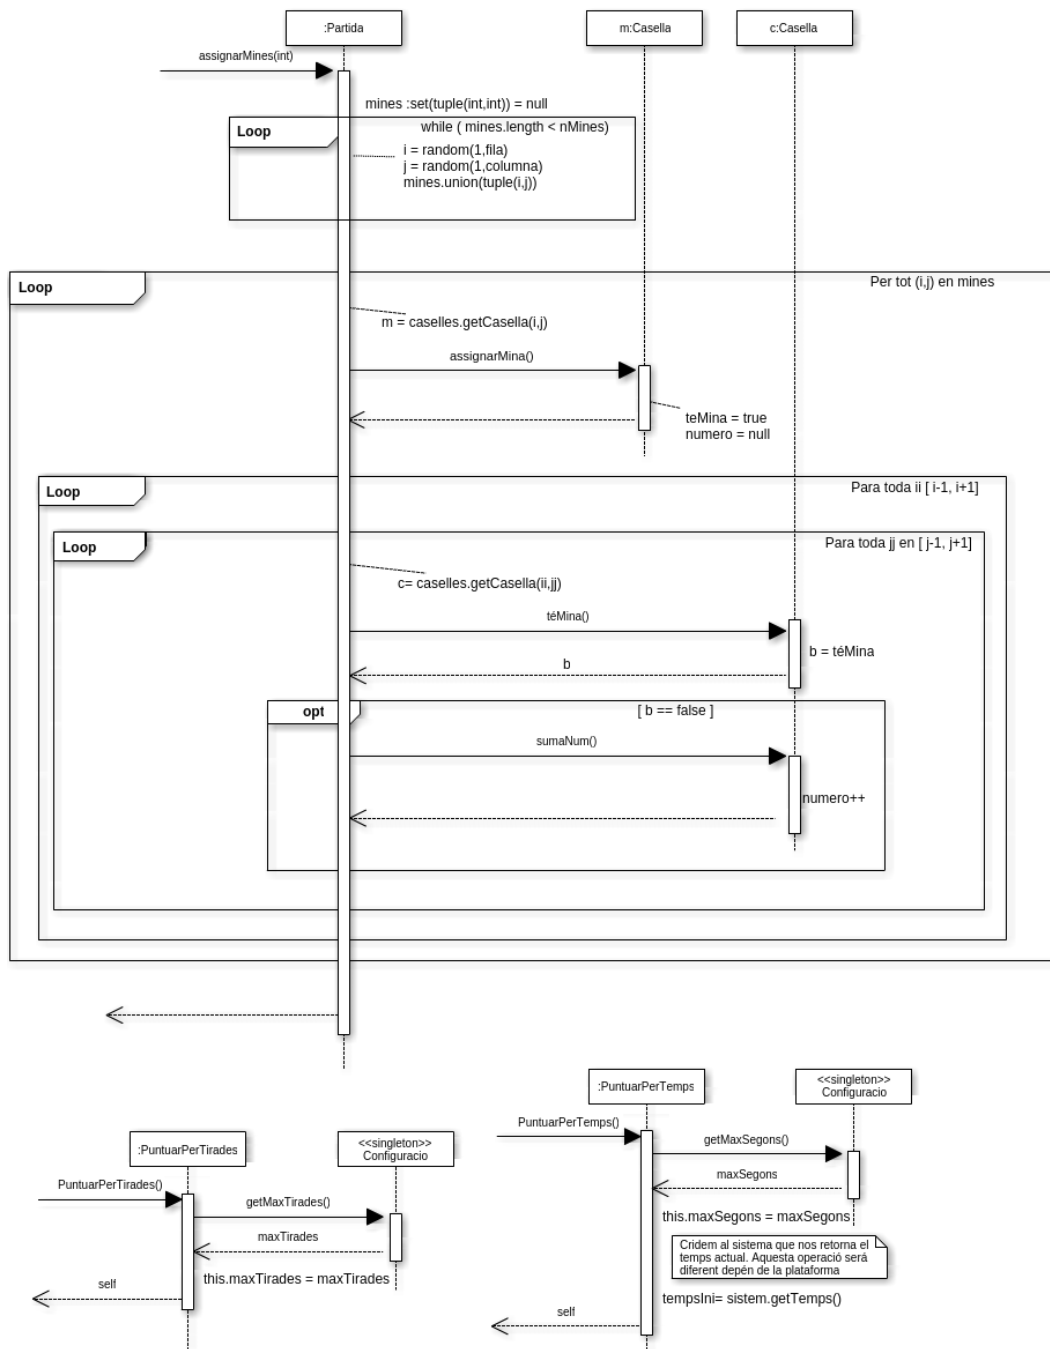 :Partida
m:Casella
c:Casella
assignarMines(int)
mines :set(tuple(int,int)) = null
Loop
while ( mines.length < nMines)
i = random(1,fila)
j = random(1,columna)
mines.union(tuple(i,j))
Loop
Per tot (i,j) en mines
m = caselles.getCasella(i,j)
assignarMina()
teMina = true
numero = null
Loop
Para toda ii [ i-1, i+1]
Loop
Para toda jj en [ j-1, j+1]
c= caselles.getCasella(ii,jj)
téMina()
b = téMina
b
opt
[ b == false ]
sumaNum()
numero++
:PuntuarPerTemps
<<singleton>>
Configuracio
PuntuarPerTemps()
getMaxSegons()
maxSegons
this.maxSegons = maxSegons
Cridem al sistema que nos retorna el
temps actual. Aquesta operació será
diferent depén de la plataforma
tempsIni= sistem.getTemps()
self
:PuntuarPerTirades
<<singleton>>
Configuracio
PuntuarPerTirades()
getMaxTirades()
maxTirades
this.maxTirades = maxTirades
self